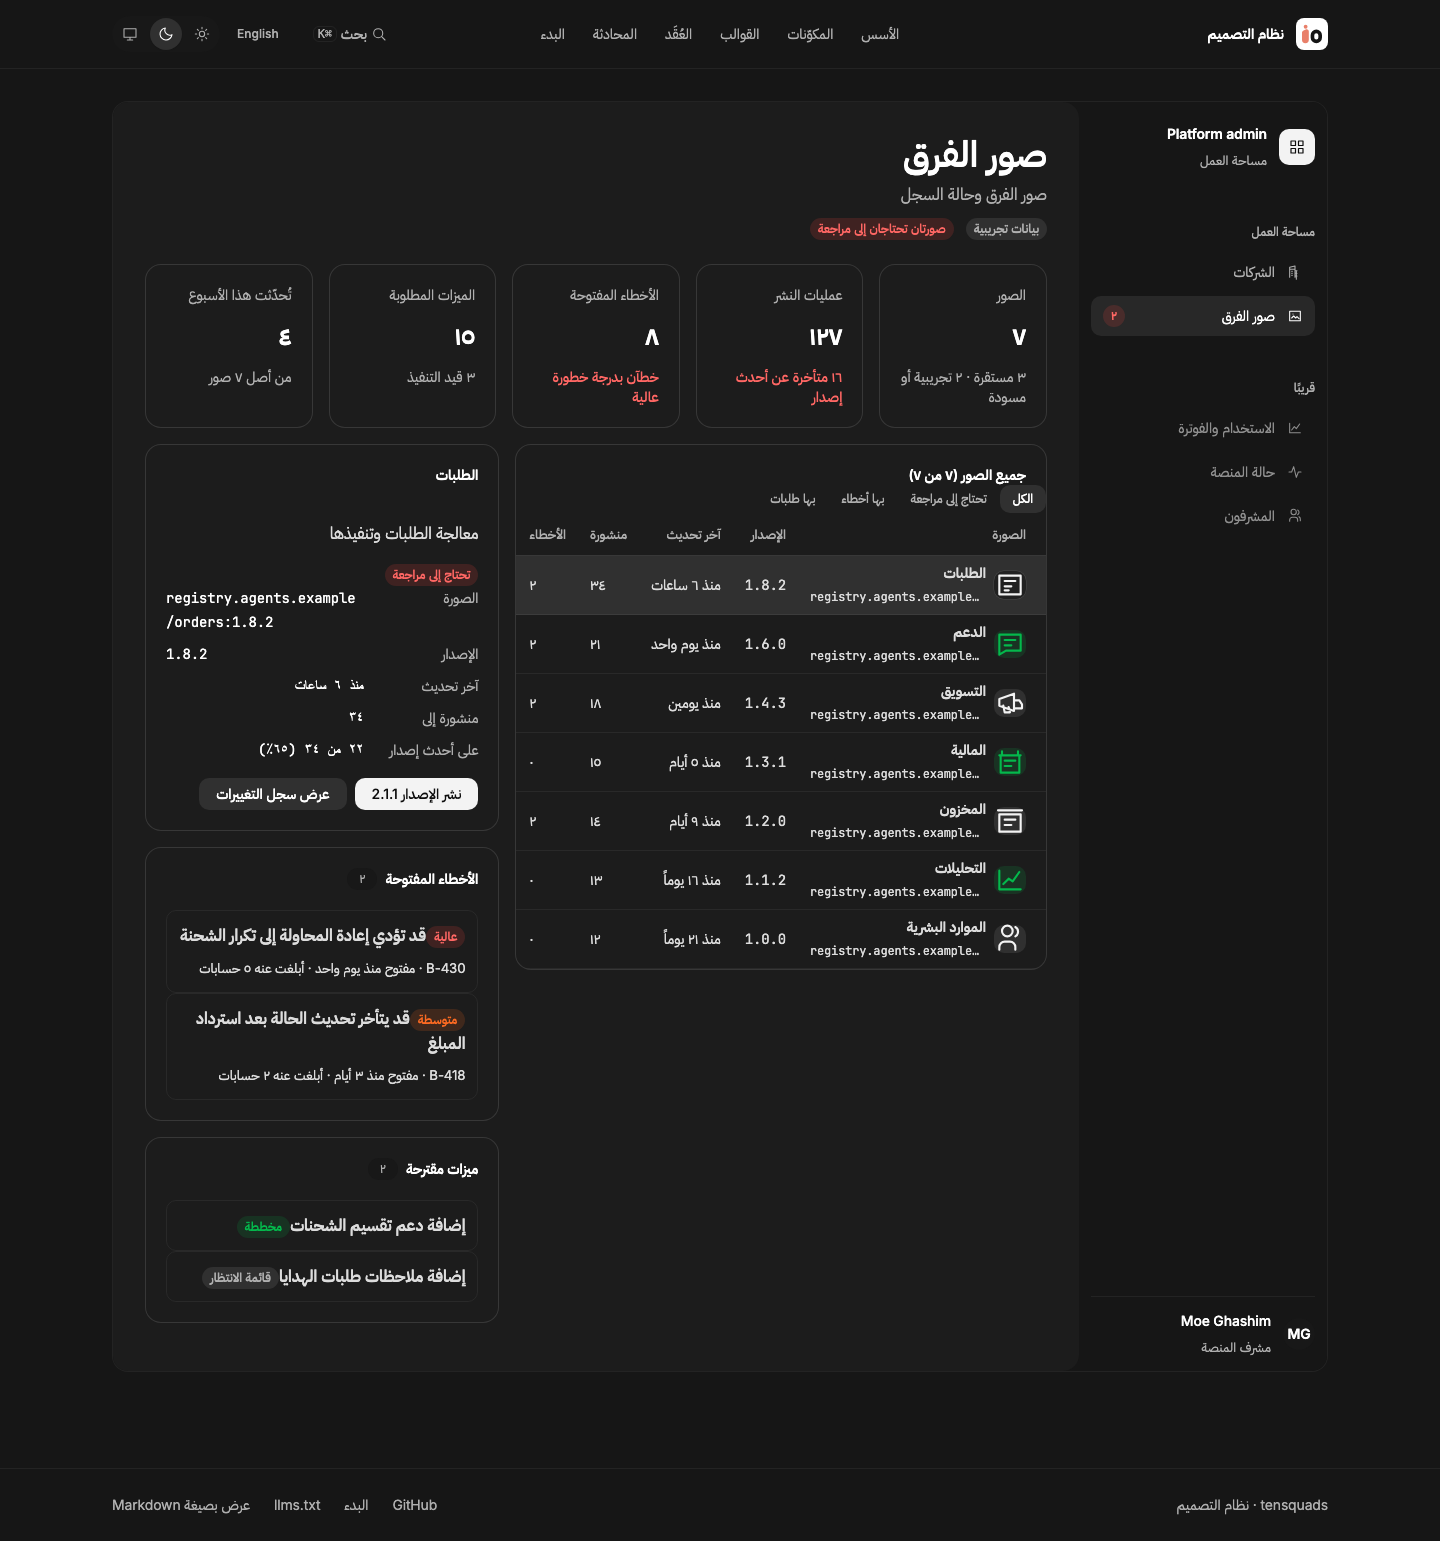 نظام التصميم
الأسس
المكوّنات
القوالب
العُقَد
المحادثة
البدء
بحث
⌘K
English
Platform admin
مساحة العمل
مساحة العمل
الشركات
صور الفرق
٢
قريبًا
الاستخدام والفوترة
حالة المنصة
المشرفون
Moe Ghashim
مشرف المنصة
MG
صور الفرق
صور الفرق وحالة السجل
بيانات تجريبية
صورتان تحتاجان إلى مراجعة
الصور
٧
٣ مستقرة · ٢ تجريبية أو
مسودة
عمليات النشر
١٢٧
١٦ متأخرة عن أحدث
إصدار
الأخطاء المفتوحة
٨
خطآن بدرجة خطورة
عالية
الميزات المطلوبة
١٥
٣ قيد التنفيذ
تُحدّثت هذا الأسبوع
٤
من أصل ٧ صور
جميع الصور (٧ من ٧)
الكل
تحتاج إلى مراجعة
بها أخطاء
بها طلبات
الصورة الإصدار آخر تحديث منشورة الأخطاء
الطلبات
registry.agents.example…
1.8.2 منذ ٦ ساعات ٣٤ ٢
الدعم
registry.agents.example…
1.6.0 منذ يوم واحد ٢١ ٢
التسويق
registry.agents.example…
1.4.3 منذ يومين ١٨ ٢
المالية
registry.agents.example…
1.3.1 منذ ٥ أيام ١٥ ٠
المخزون
registry.agents.example…
1.2.0 منذ ٩ أيام ١٤ ٢
التحليلات
registry.agents.example…
1.1.2 منذ ١٦ يوماً ١٣ ٠
الموارد البشرية
registry.agents.example…
1.0.0 منذ ٢١ يوماً ١٢ ٠
الطلبات
معالجة الطلبات وتنفيذها
تحتاج إلى مراجعة
الصورة
registry.agents.example
/orders:1.8.2
الإصدار 1.8.2
آخر تحديث منذ ٦ ساعات
منشورة إلى ٣٤
على أحدث إصدار ٢٢ من ٣٤ (٦٥٪)
نشر الإصدار 2.1.1
عرض سجل التغييرات
الأخطاء المفتوحة ٢
عالية قد تؤدي إعادة المحاولة إلى تكرار الشحنة
B-430 · مفتوح منذ يوم واحد · أبلغت عنه ٥ حسابات
متوسطة قد يتأخر تحديث الحالة بعد استرداد
المبلغ
B-418 · مفتوح منذ ٣ أيام · أبلغت عنه ٢ حسابات
ميزات مقترحة ٢
إضافة دعم تقسيم الشحنات مخططة
إضافة ملاحظات طلبات الهدايا قائمة الانتظار
tensquads · نظام التصميم
GitHub
البدء
llms.txt
عرض بصيغة Markdown